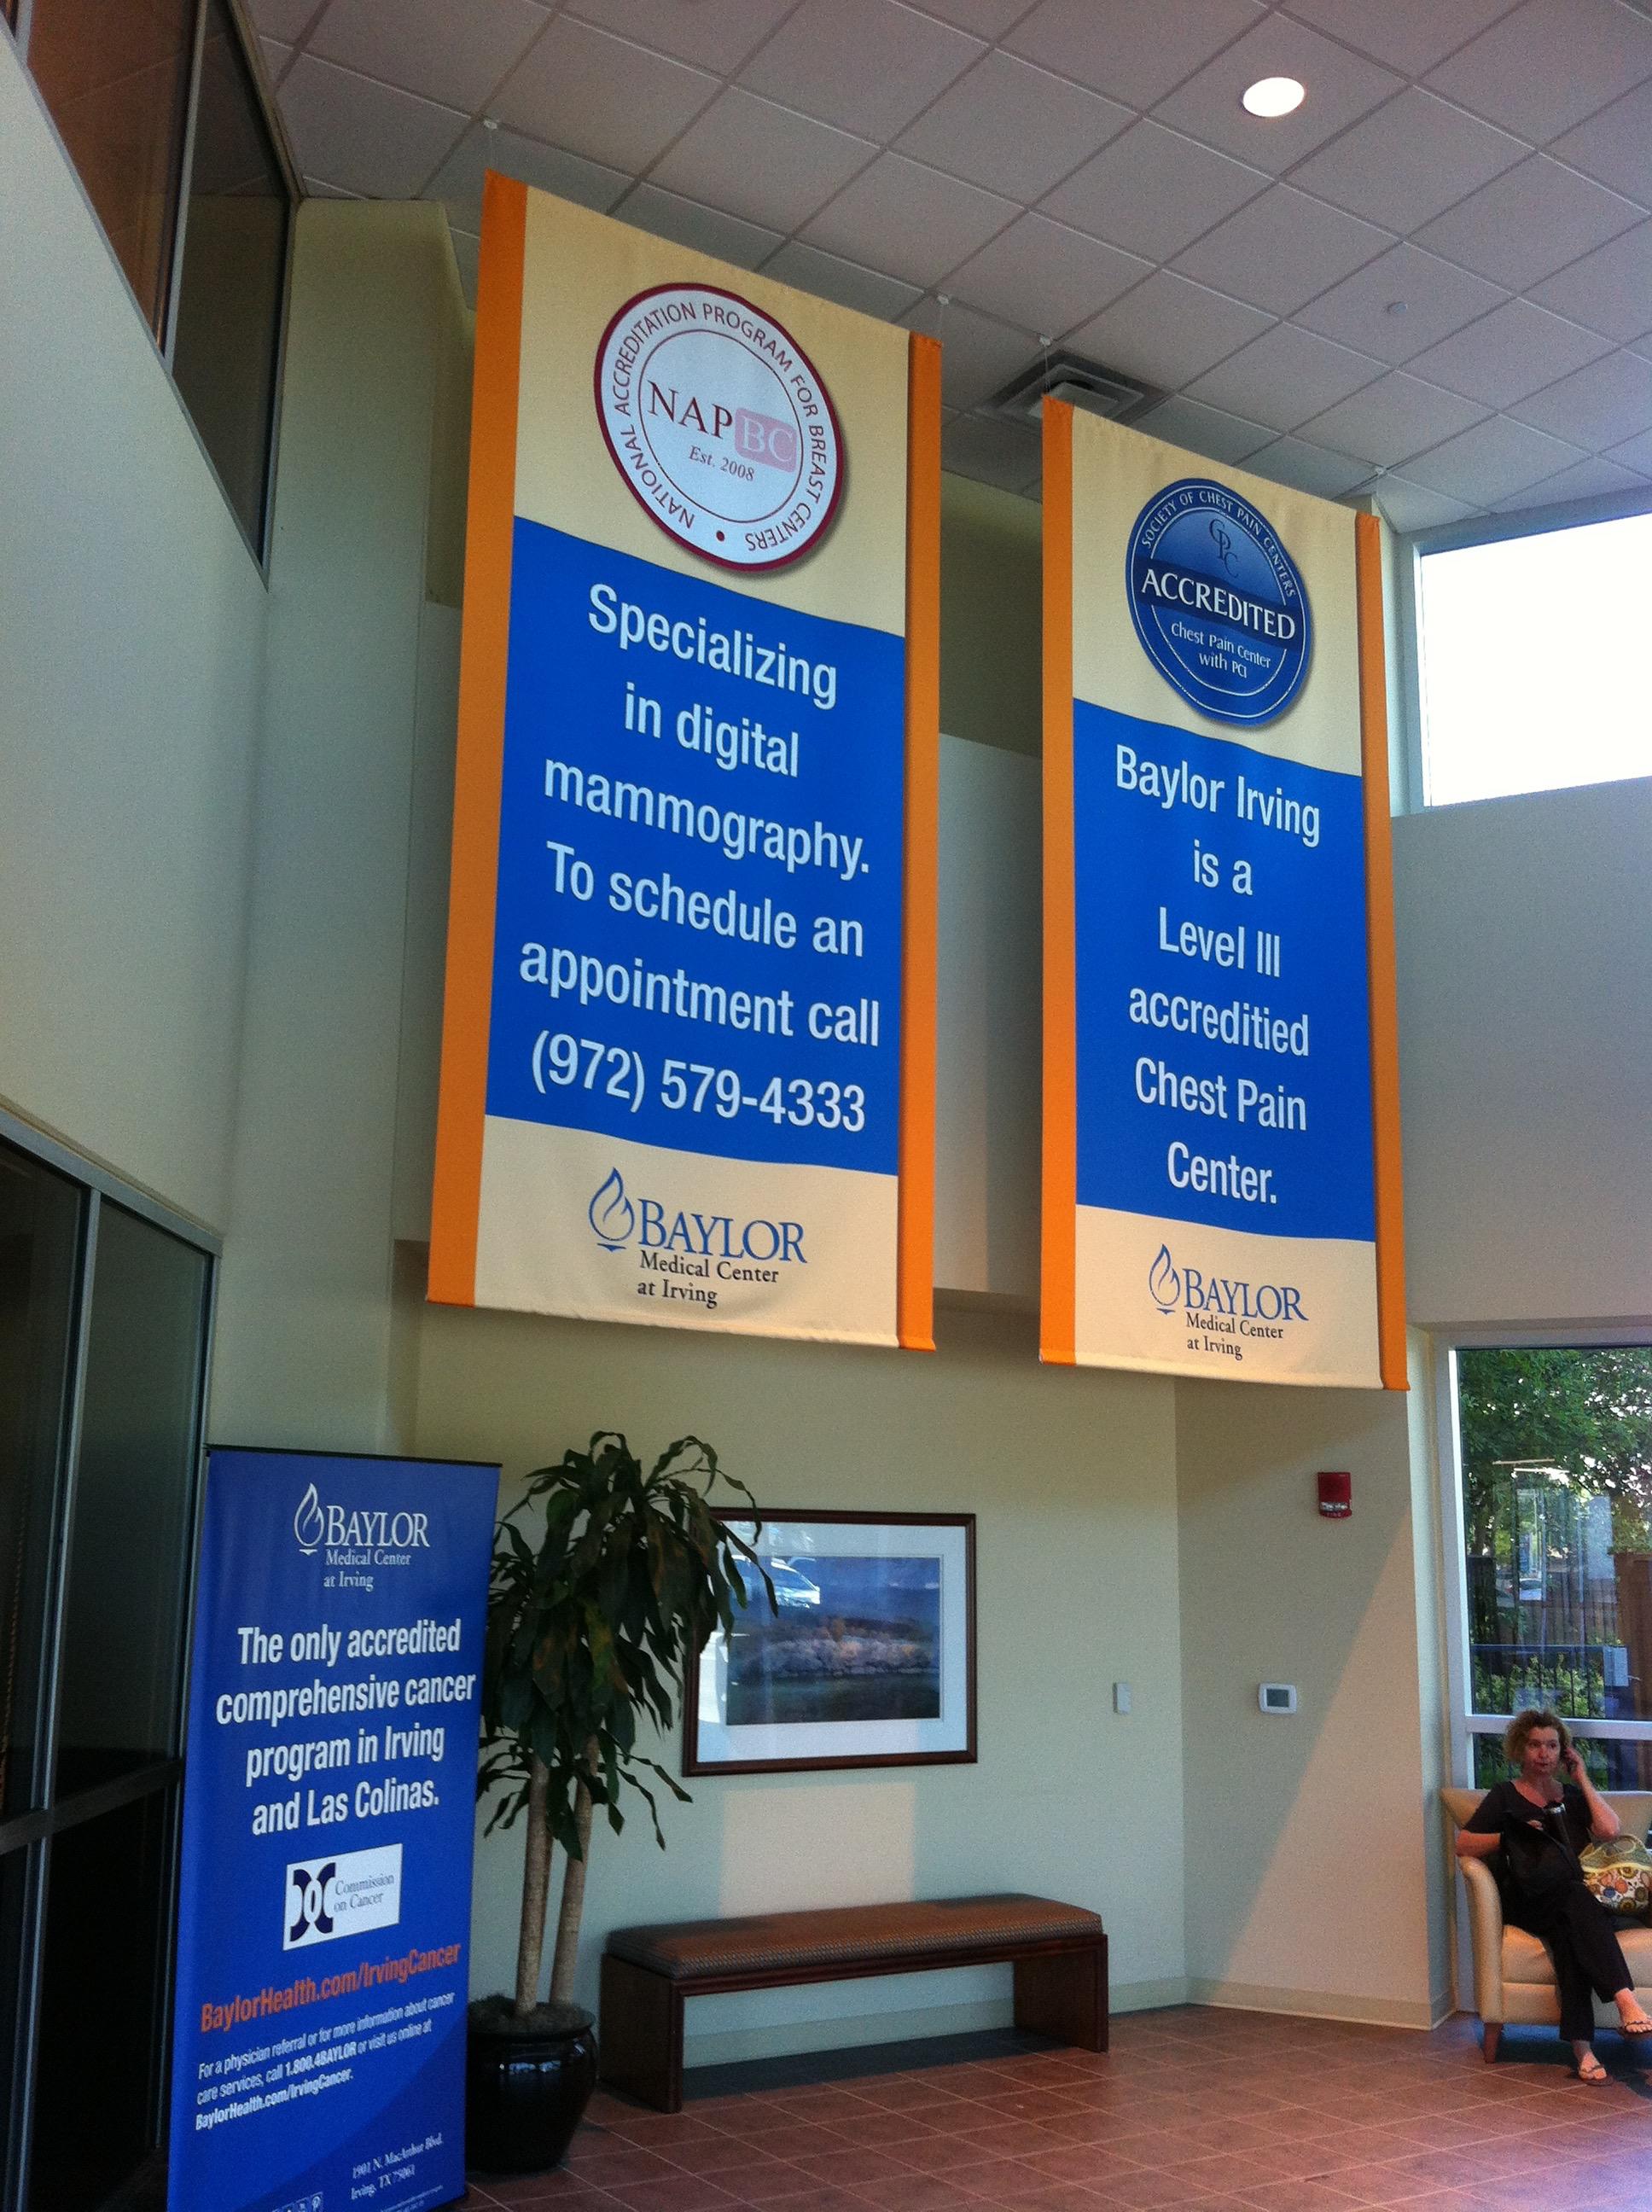 NATIONAL ACCREDITATION PROGRAM FOR BREAST CENTERS
NAPBC
Est. 2008
Specializing
in digital
mammography.
To schedule an
appointment call
(972) 579-4333
BAYLOR
Medical Center
at Irving
SOCIETY OF CHEST PAIN CENTERS
CPC
ACCREDITED
Chest Pain Center
with PCI
Baylor Irving
is a
Level III
accreditied
Chest Pain
Center.
BAYLOR
Medical Center
at Irving
BAYLOR
Medical Center
at Irving
The only accredited
comprehensive cancer
program in Irving
and Las Colinas.
Commission
on Cancer
BaylorHealth.com/IrvingCancer
For a physician referral or for more information about cancer
care services, call 1.800.4BAYLOR or visit us online at
BaylorHealth.com/IrvingCancer.
1901 N. MacArthur Blvd.
Irving, TX 75061